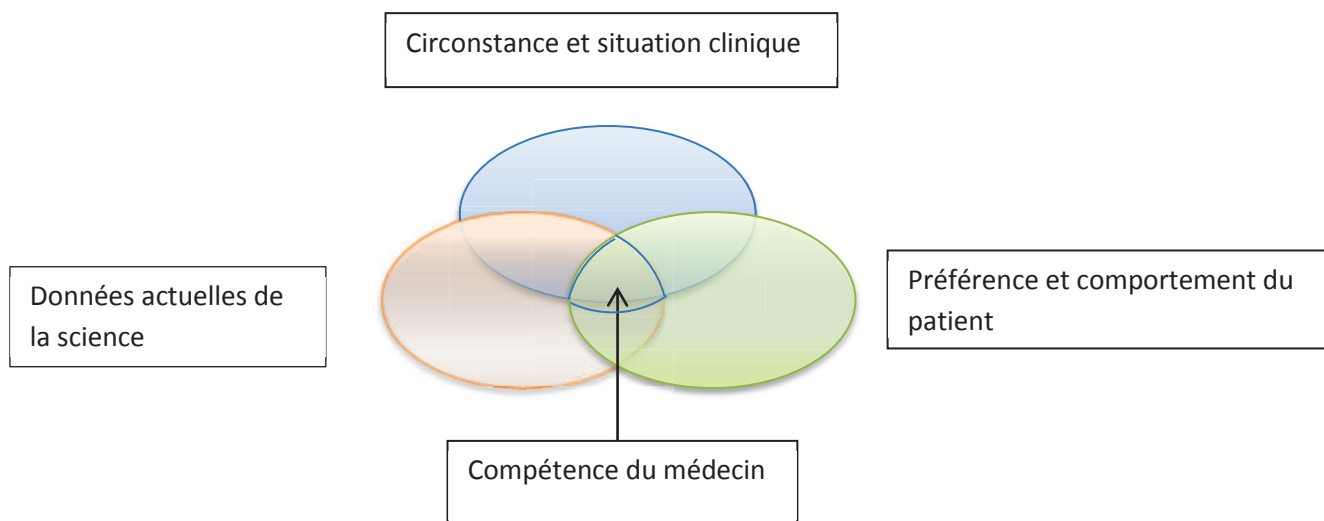 Circonstance et situation clinique
Données actuelles de
la science
Préférence et comportement du
patient
Compétence du médecin